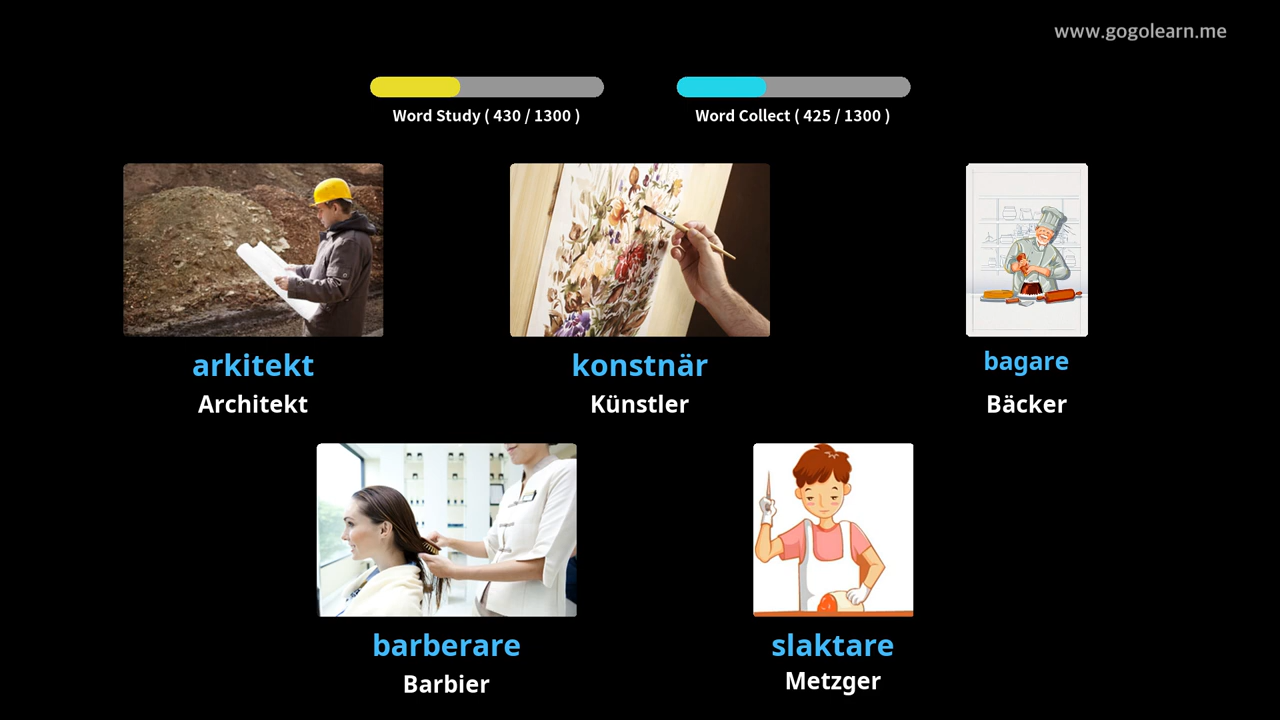 www.gogolearn.me
Word Study ( 430 / 1300 )
Word Collect ( 425 / 1300 )
arkitekt
Architekt
konstnär
Künstler
bagare
Bäcker
barberare
Barbier
slaktare
Metzger